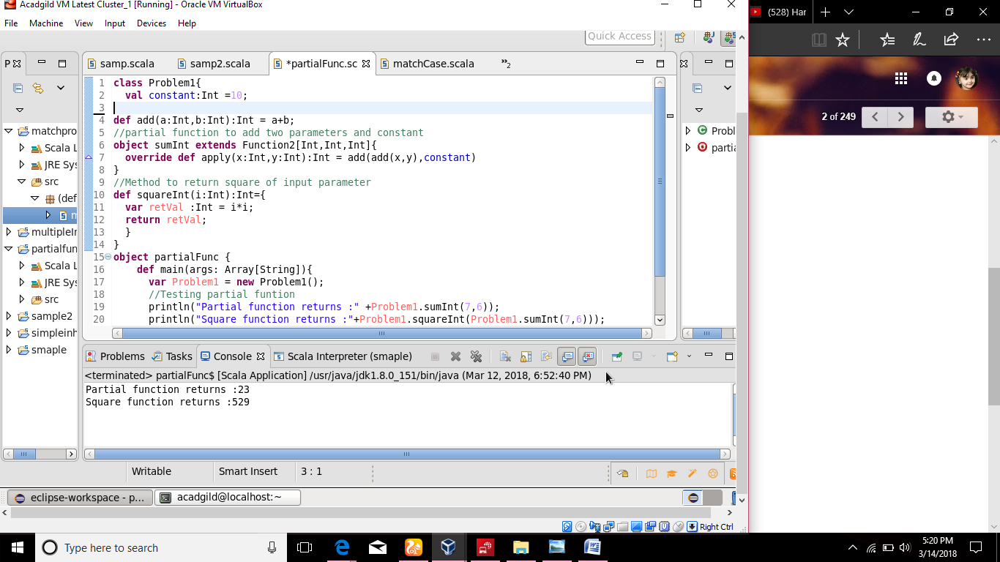 Acadgild VM Latest Cluster_1 [Running] - Oracle VM VirtualBox
(528) Har
File Machine View Input Devices Help
Quick Access
P samp.scala samp2.scala *partialFunc.sc matchCase.scala »2
1 class Problem1{
2 val constant:Int =10;
3
4 def add(a:Int,b:Int):Int = a+b;
5 //partial function to add two parameters and constant
6 object sumInt extends Function2[Int,Int,Int]{
7 override def apply(x:Int,y:Int):Int = add(add(x,y),constant)
8 }
9 //Method to return square of input parameter
10 def squareInt(i:Int):Int={
11 var retVal :Int = i*i;
12 return retVal;
13 }
14 }
15 object partialFunc {
16 def main(args: Array[String]){
17 var Problem1 = new Problem1();
18 //Testing partial funtion
19 println("Partial function returns :" +Problem1.sumInt(7,6));
20 println("Square function returns :"+Problem1.squareInt(Problem1.sumInt(7,6)));
matchpro
Scala L
JRE Sys
src
(def
m
multipleIn
partialfun
Scala L
JRE Sys
src
sample2
simpleinh
smaple
Probl
partia
2 of 249
Problems Tasks Console Scala Interpreter (smaple)
<terminated> partialFunc$ [Scala Application] /usr/java/jdk1.8.0_151/bin/java (Mar 12, 2018, 6:52:40 PM)
Partial function returns :23
Square function returns :529
Writable Smart Insert 3 : 1
eclipse-workspace - p... acadgild@localhost:~
Right Ctrl
Type here to search
5:20 PM
3/14/2018